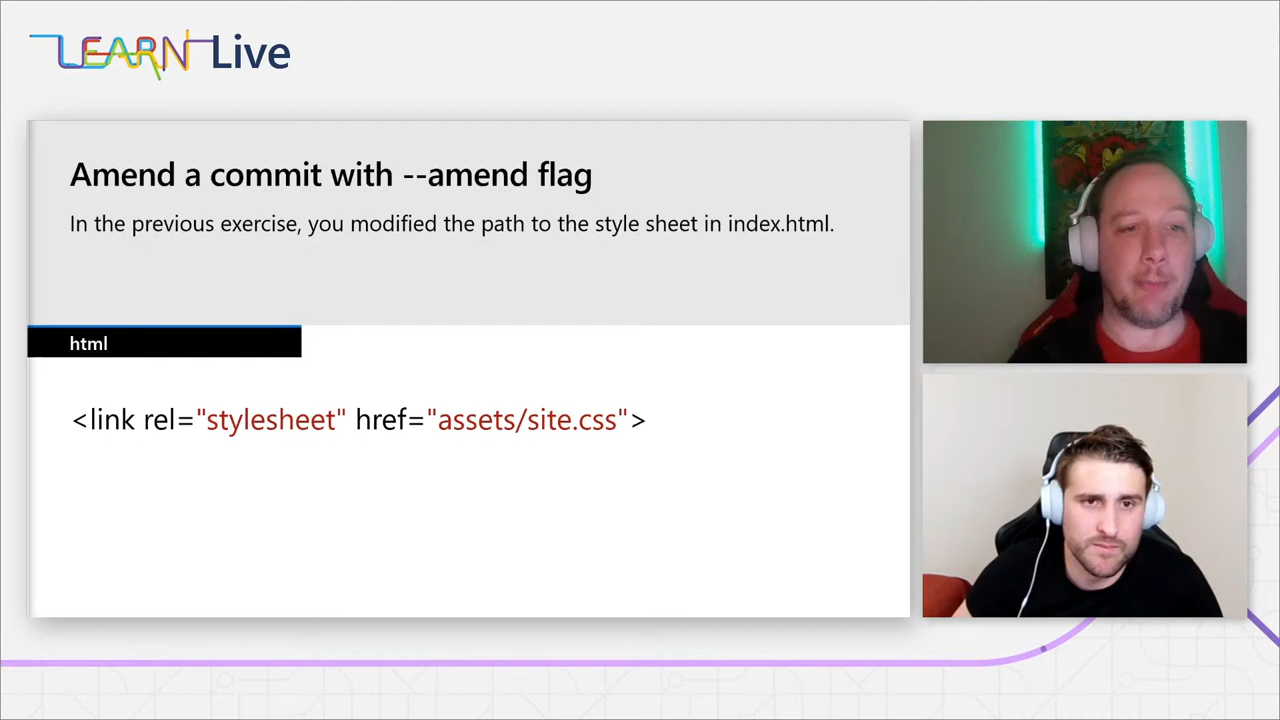 LEARN Live
Amend a commit with --amend flag
In the previous exercise, you modified the path to the style sheet in index.html.
html
<link rel="stylesheet" href="assets/site.css">